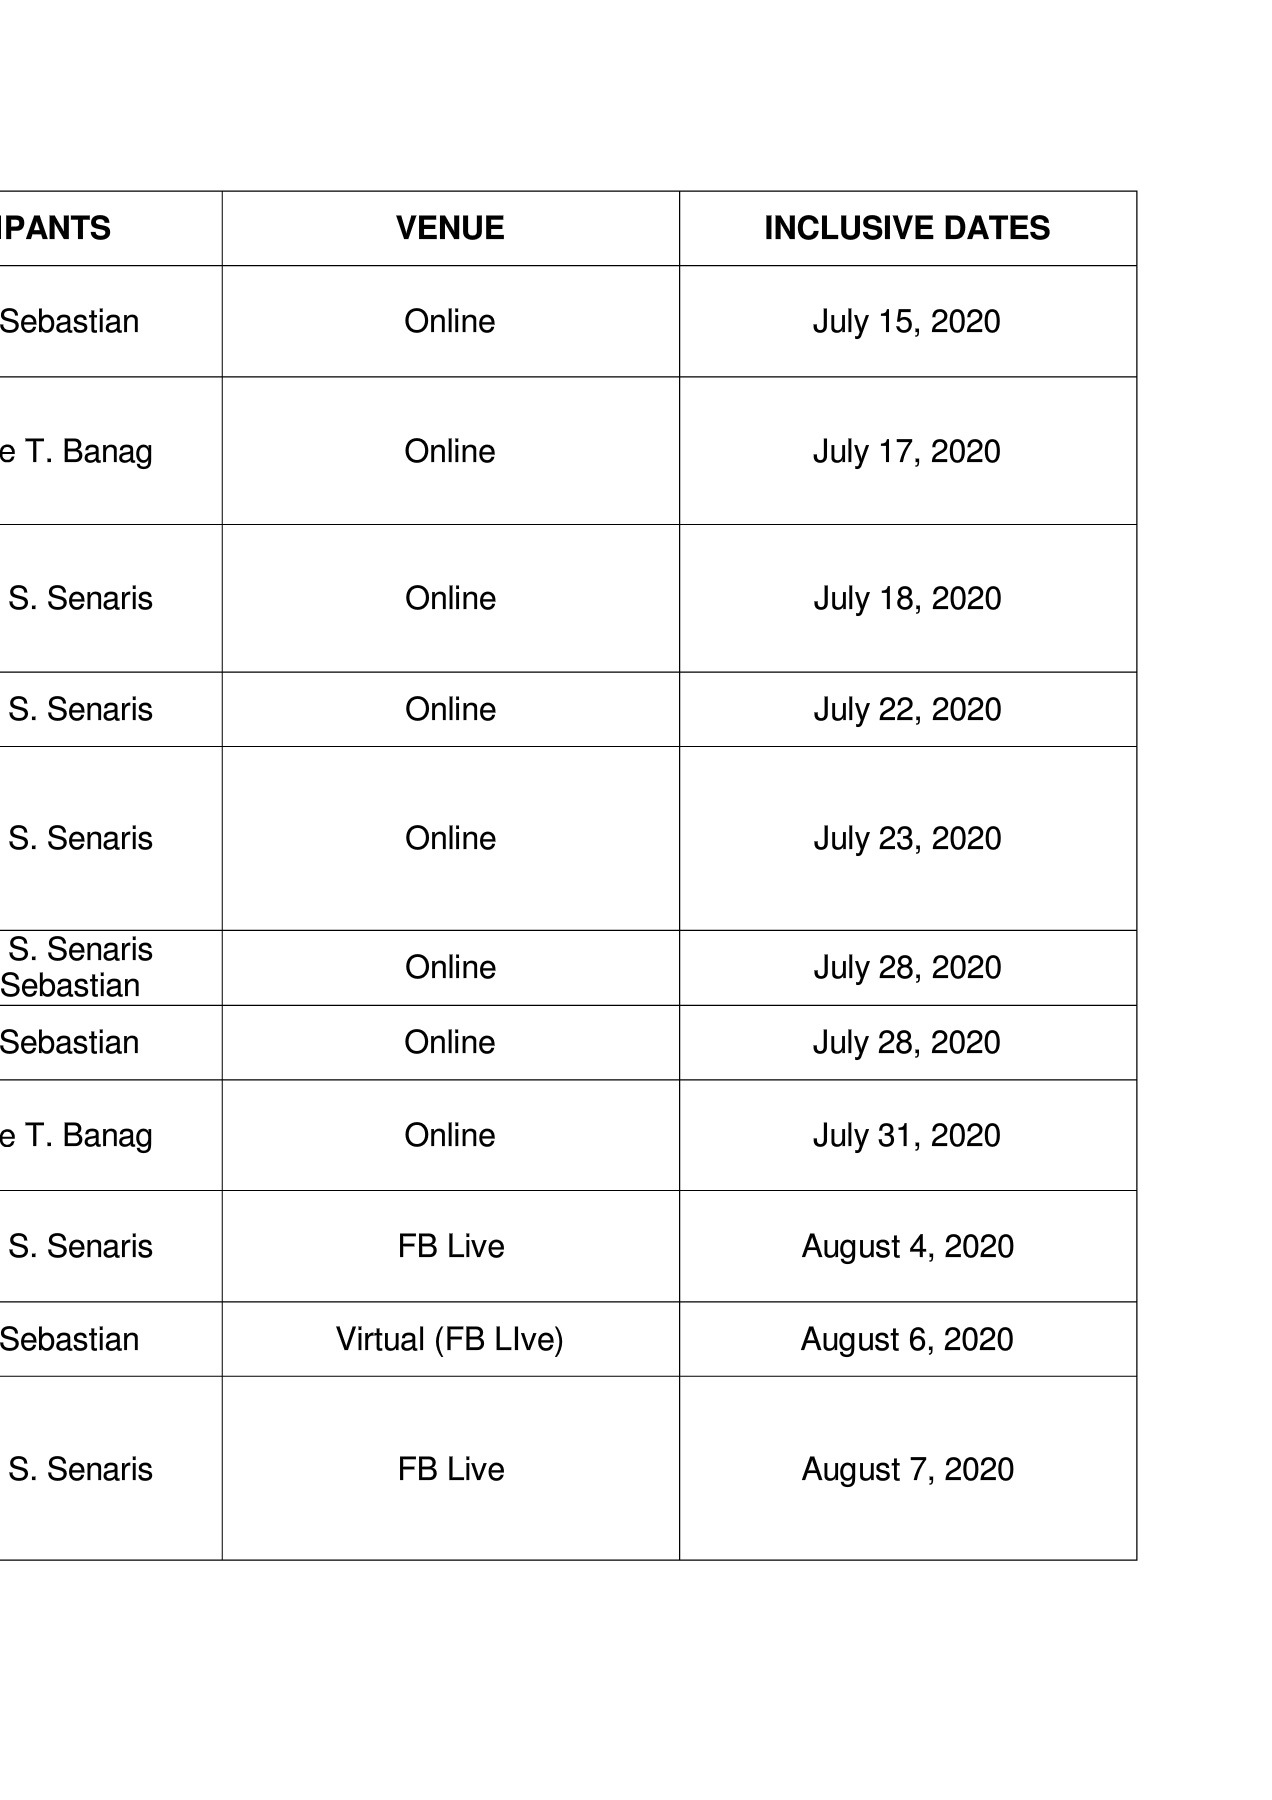 IPANTS VENUE INCLUSIVE DATES
Sebastian Online July 15, 2020
e T. Banag Online July 17, 2020
S. Senaris Online July 18, 2020
S. Senaris Online July 22, 2020
S. Senaris Online July 23, 2020
S. Senaris
Sebastian Online July 28, 2020
Sebastian Online July 28, 2020
e T. Banag Online July 31, 2020
S. Senaris FB Live August 4, 2020
Sebastian Virtual (FB LIve) August 6, 2020
S. Senaris FB Live August 7, 2020